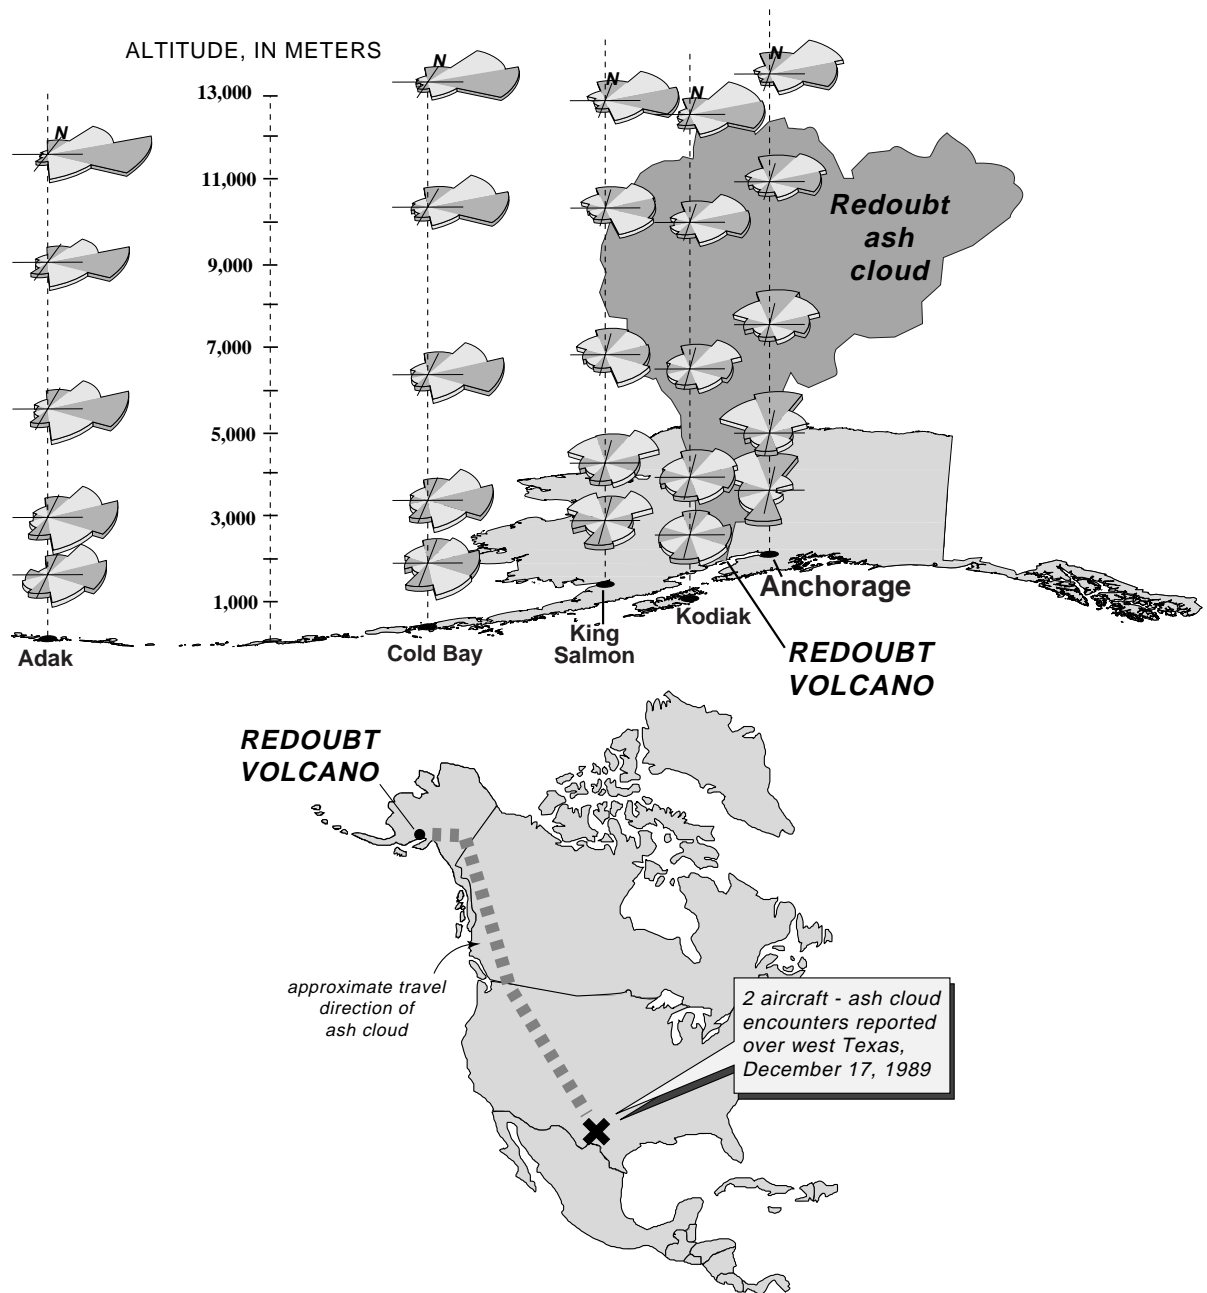 ALTITUDE, IN METERS
N
N
N
N
N
13,000
11,000
9,000
7,000
5,000
3,000
1,000
Redoubt
ash
cloud
Adak
Cold Bay
King
Salmon
Kodiak
Anchorage
REDOUBT
VOLCANO
REDOUBT
VOLCANO
approximate travel
direction of
ash cloud
2 aircraft - ash cloud
encounters reported
over west Texas,
December 17, 1989